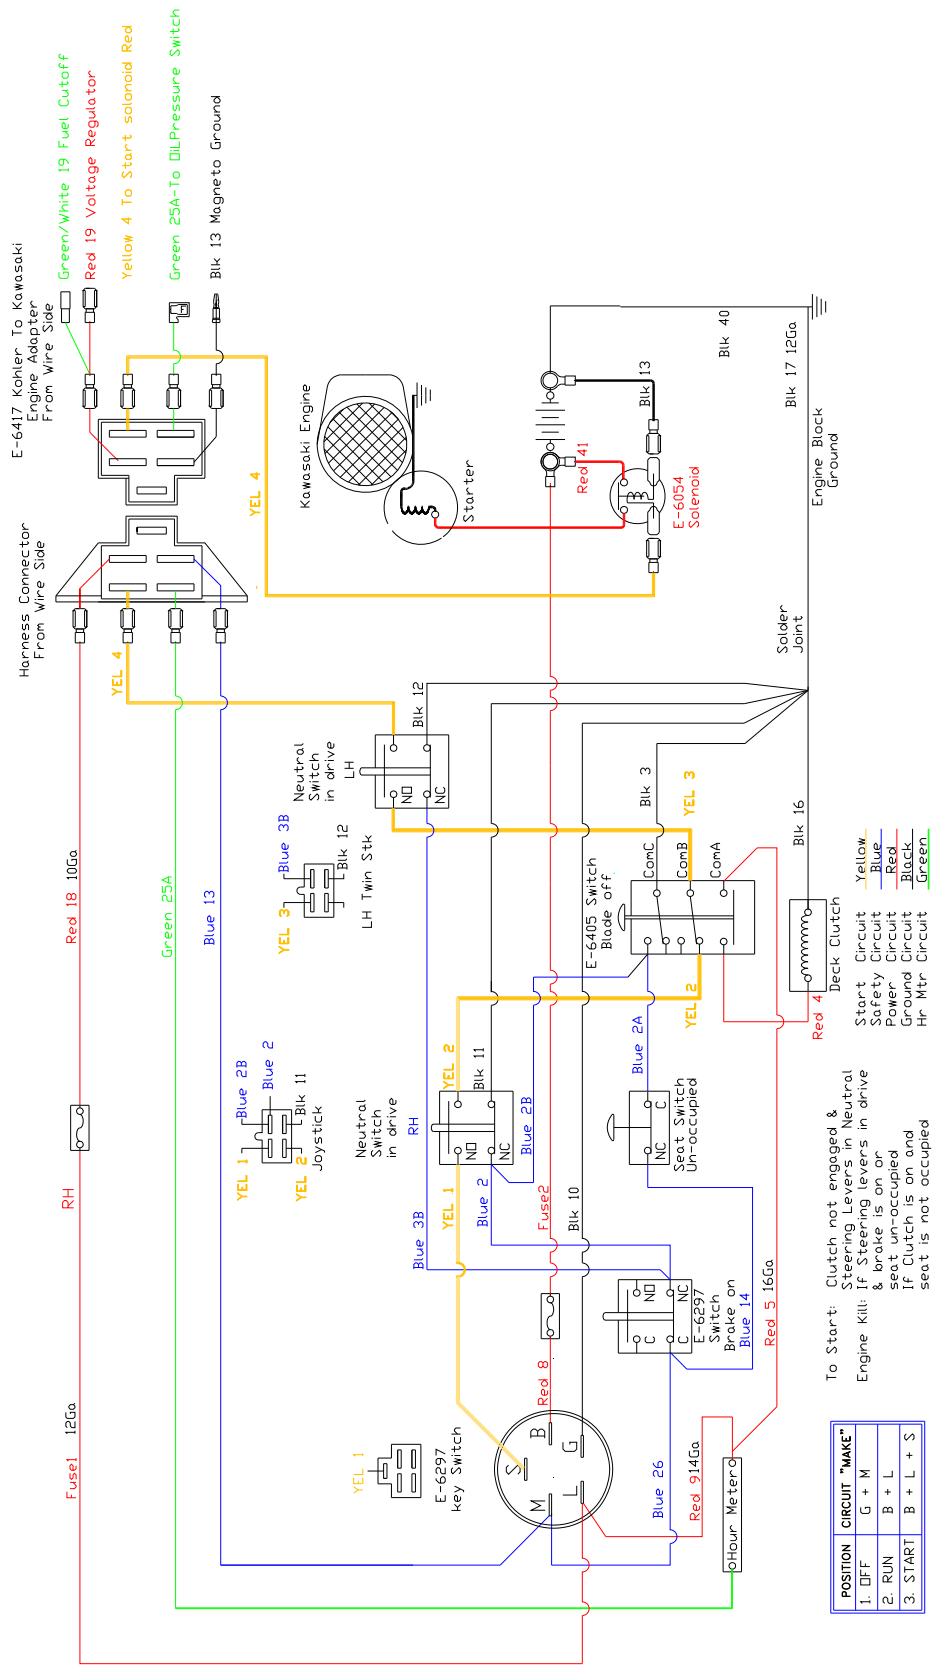 E-6417 Kohler To Kawasaki
Engine Adapter
From Wire Side
Green/White 19 Fuel Cutoff
Red 19 Voltage Regulator
Yellow 4 To Start solonoid Red
Green 25A-To OiLPressure Switch
Blk 13 Magneto Ground
Harness Connector
From Wire Side
YEL 4
YEL 4
Kawasaki Engine
Starter
Red 41
Blk 13
E-6054
Solenoid
Blk 40
Blk 17 12Ga
Engine Block
Ground
Solder
Joint
Red 18 10Ga
Green 25A
Blue 13
Neutral
Switch
in drive
LH
NO
NC
Blk 12
Blue 3B
Blk 12
YEL 3
LH Twin Stk
Blk 3
YEL 3
Blk 16
E-6405 Switch
Blade off
ComC
ComB
ComA
Deck Clutch
Red 4
YEL 2
Blue 2A
Blue 2B
Blue 2
Blk 11
YEL 1
YEL 2
Joystick
Neutral
Switch
in drive
RH
NO
NC
YEL 2
Blk 11
Blue 2B
Seat Switch
Un-occupied
NC
C
RH
Blue 3B
YEL 1
Blue 2
Fuse2
Blk 10
NO
NC
C
C
E-6297
Switch
Brake on
Blue 14
Red 5 16Ga
Red 8
Fuse1 12Ga
YEL 1
E-6297
key Switch
M
S
B
L
G
Blue 26
Red 9 14Ga
Hour Meter
Start Circuit Yellow
Safety Circuit Blue
Power Circuit Red
Ground Circuit Black
Hr Mtr Circuit Green
To Start: Clutch not engaged &
Steering Levers in Neutral
Engine Kill: If Steering levers in drive
& brake is on or
seat un-occupied
If Clutch is on and
seat is not occupied
POSITION CIRCUIT "MAKE"
1. OFF G + M
2. RUN B + L
3. START B + L + S